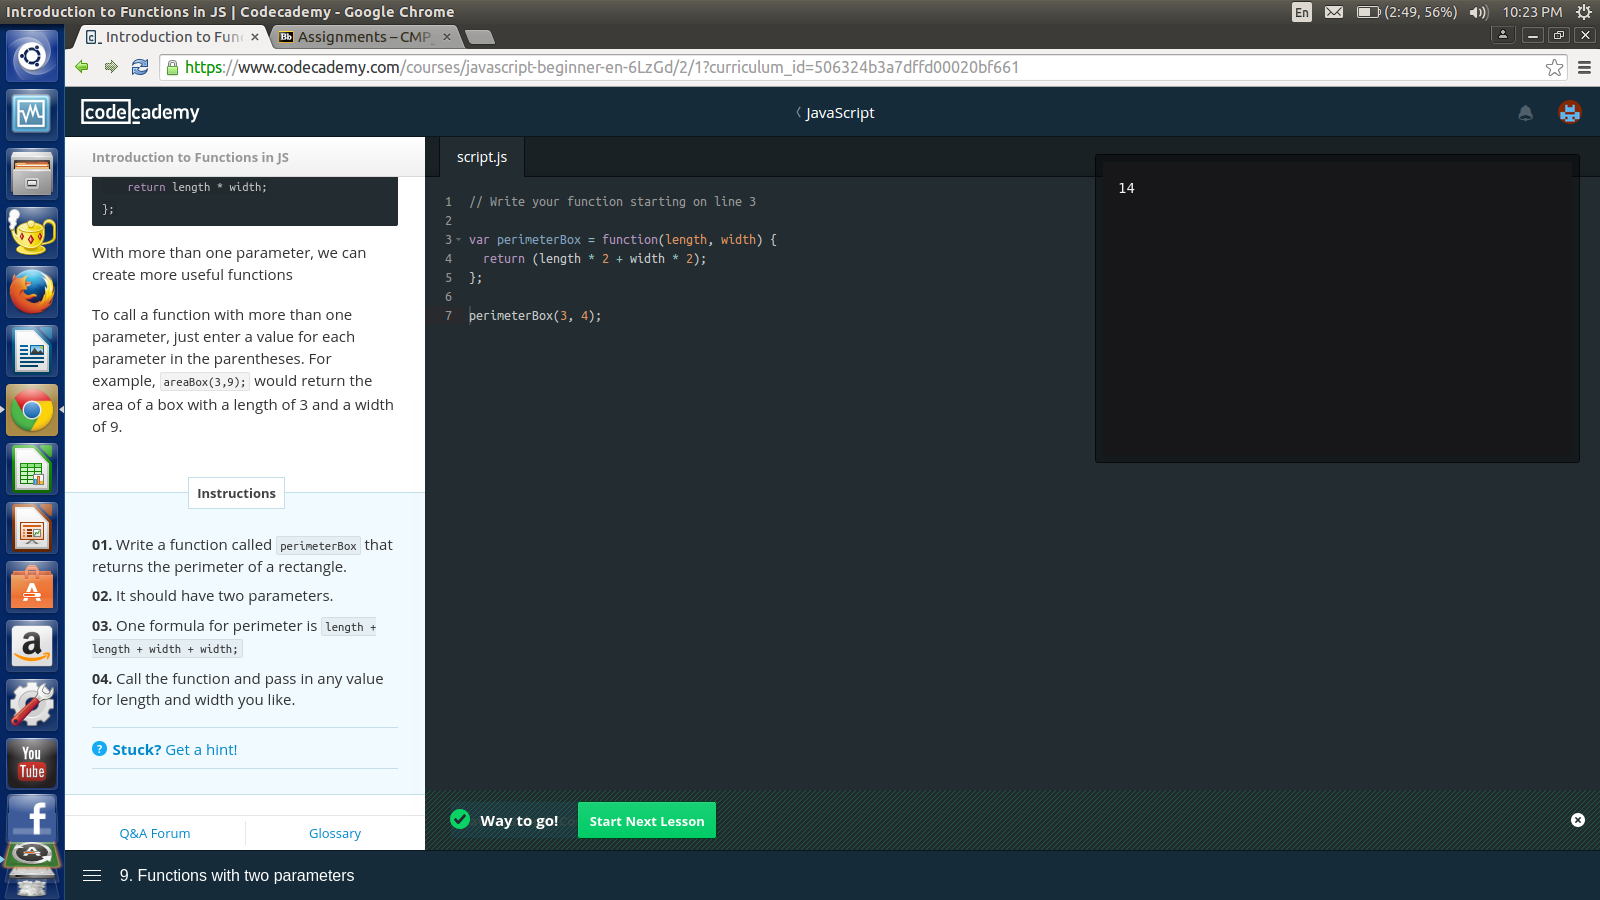 Introduction to Functions in JS | Codecademy - Google Chrome
En
(2:49, 56%)
10:23 PM
Introduction to Fun
Bb
Assignments – CMP
https://www.codecademy.com/courses/javascript-beginner-en-6LzGd/2/1?curriculum_id=506324b3a7dffd00020bf661
codecademy
JavaScript
Introduction to Functions in JS
return length * width;
};
With more than one parameter, we can
create more useful functions
To call a function with more than one
parameter, just enter a value for each
parameter in the parentheses. For
example, areaBox(3,9); would return the
area of a box with a length of 3 and a width
of 9.
Instructions
01. Write a function called perimeterBox that
returns the perimeter of a rectangle.
02. It should have two parameters.
03. One formula for perimeter is length +
length + width + width;
04. Call the function and pass in any value
for length and width you like.
? Stuck? Get a hint!
Q&A Forum
Glossary
script.js
1 // Write your function starting on line 3
2
3 var perimeterBox = function(length, width) {
4 return (length * 2 + width * 2);
5 };
6
7 perimeterBox(3, 4);
14
Way to go!
Start Next Lesson
9. Functions with two parameters
You
Tube